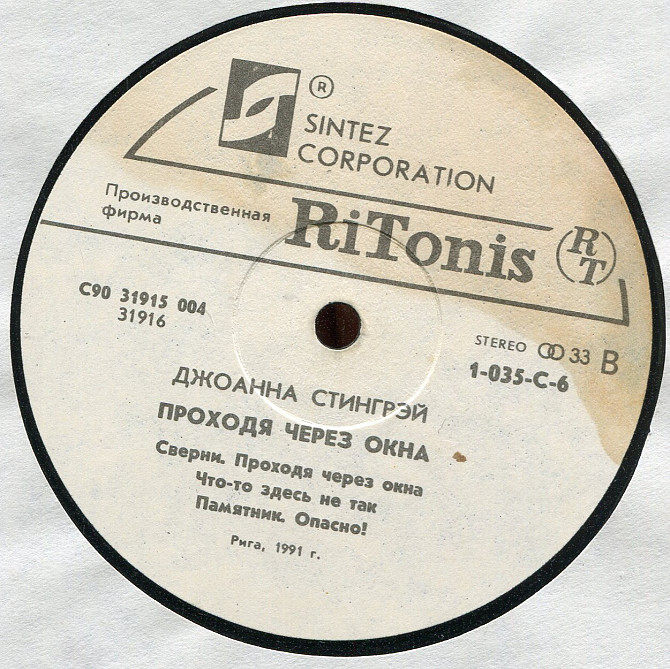 ®
SINTEZ
CORPORATION
Производственная
фирма
RiTonis
RT
С90 31915 004
31916
STEREO 33 B
1-035-C-6
ДЖОАННА СТИНГРЭЙ
ПРОХОДЯ ЧЕРЕЗ ОКНА
Сверни. Проходя через окна
Что-то здесь не так
Памятник. Опасно!
Рига, 1991 г.